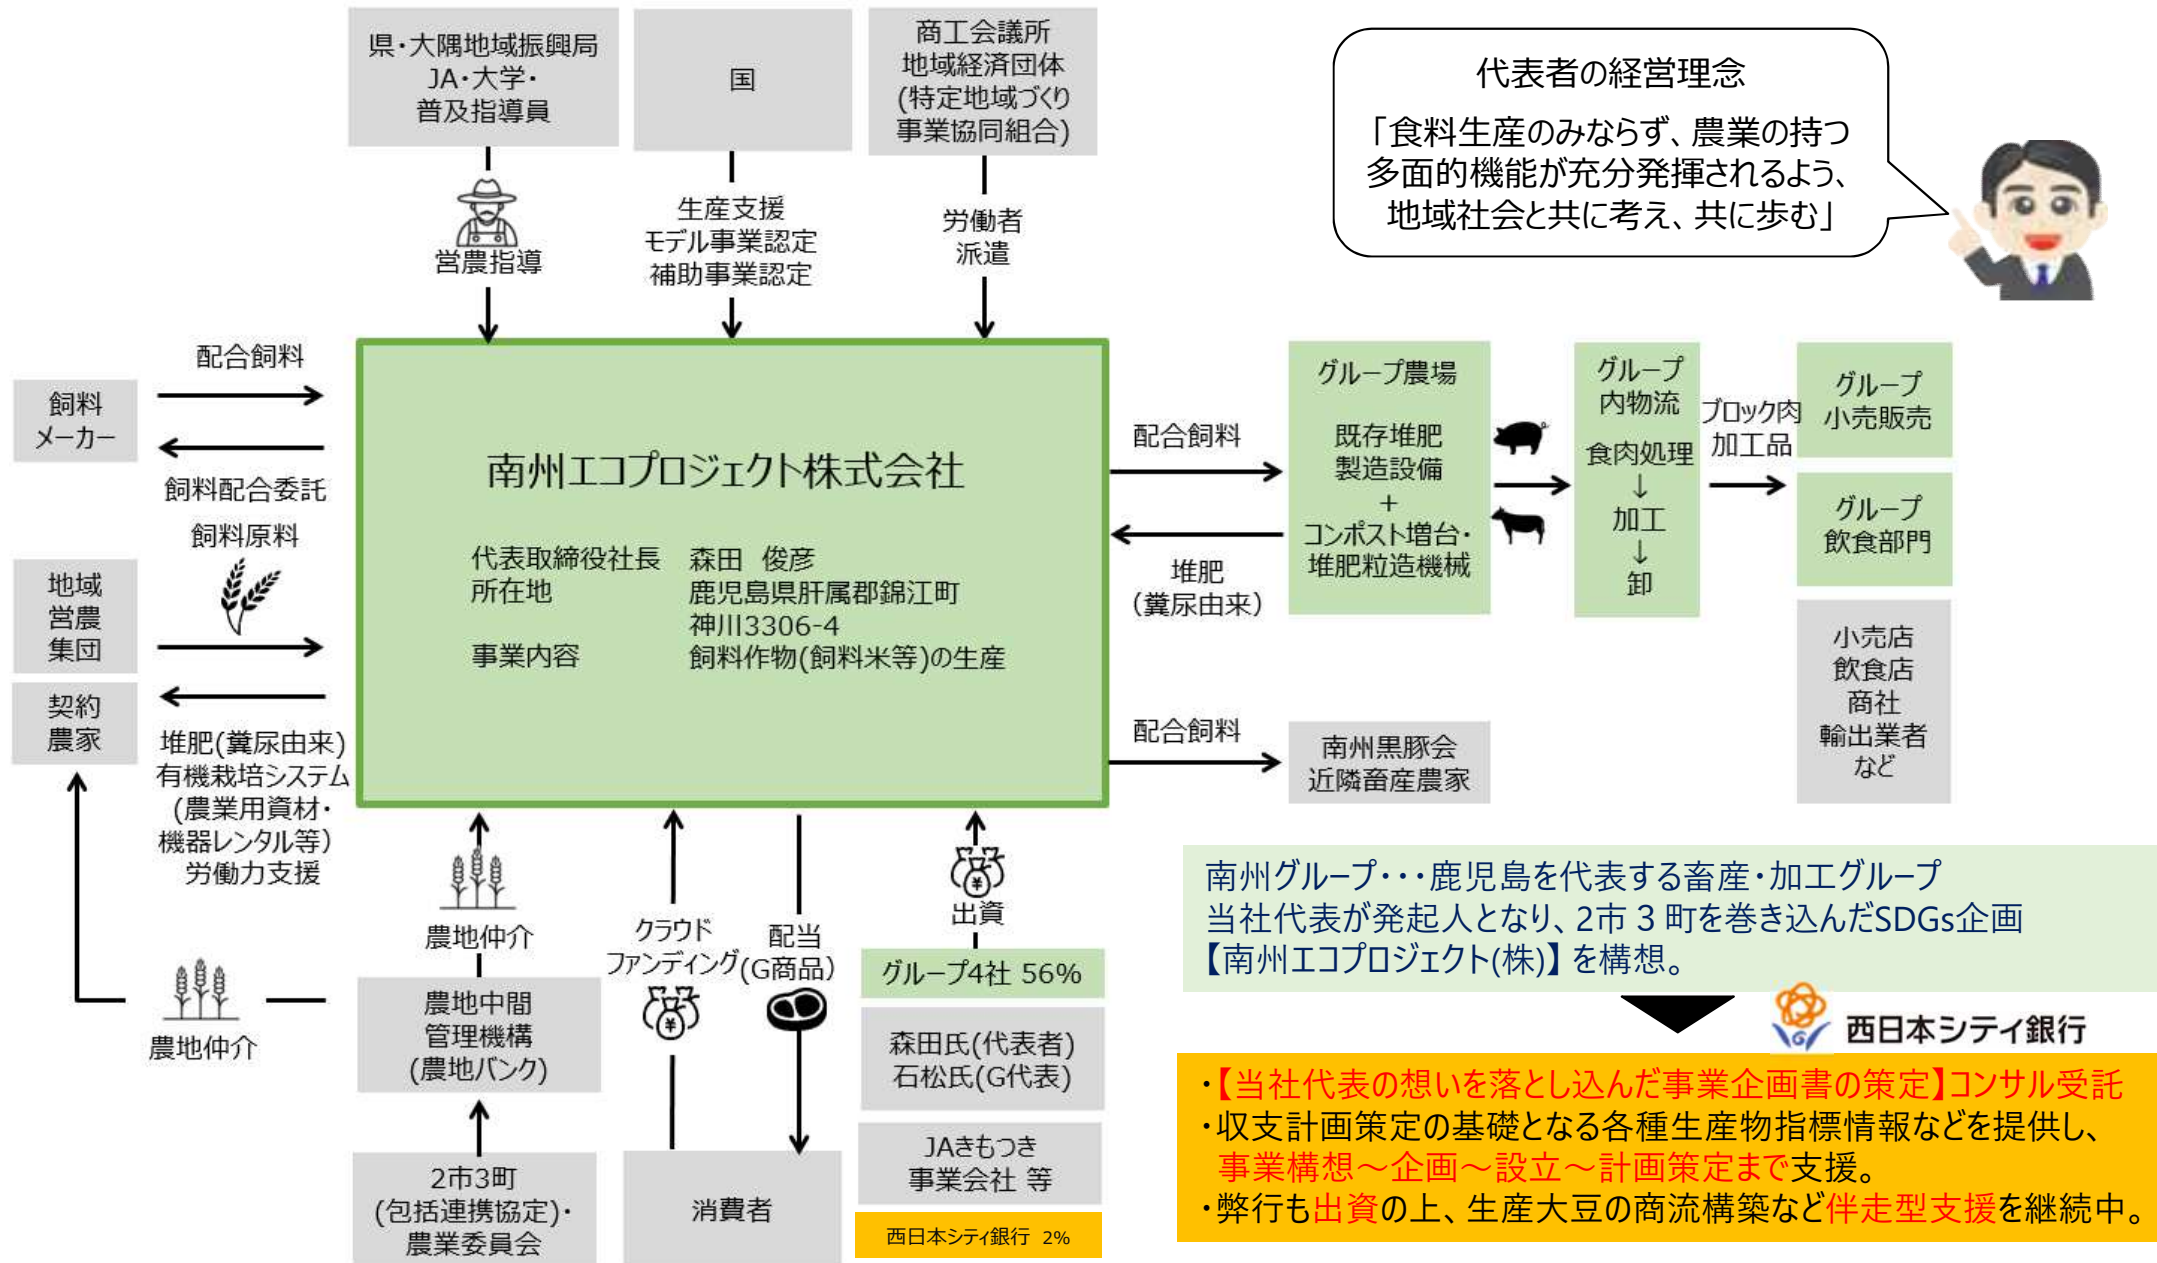 県・大隅地域振興局
JA・大学・
普及指導員
国
商工会議所
地域経済団体
(特定地域づくり
事業協同組合)
代表者の経営理念
「食料生産のみならず、農業の持つ
多面的機能が充分発揮されるよう、
地域社会と共に考え、共に歩む」
営農指導
生産支援
モデル事業認定
補助事業認定
労働者
派遣
飼料
メーカー
配合飼料
飼料配合委託
飼料原料
地域
営農
集団
契約
農家
堆肥(糞尿由来)
有機栽培システム
(農業用資材・
機器レンタル等)
労働力支援
南州エコプロジェクト株式会社
代表取締役社長 森田 俊彦
所在地 鹿児島県肝属郡錦江町
神川3306-4
事業内容 飼料作物(飼料米等)の生産
配合飼料
堆肥
(糞尿由来)
グループ農場
既存堆肥
製造設備
+
コンポスト増台・
堆肥粒造機械
グループ
内物流
食肉処理
↓
加工
↓
卸
ブロック肉
加工品
グループ
小売販売
グループ
飲食部門
小売店
飲食店
商社
輸出業者
など
配合飼料
南州黒豚会
近隣畜産農家
農地仲介
農地仲介
農地中間
管理機構
(農地バンク)
2市3町
(包括連携協定)・
農業委員会
クラウド
ファンディング
配当
(G商品)
消費者
¥
¥
出資
グループ4社 56%
森田氏(代表者)
石松氏(G代表)
JAきもつき
事業会社 等
西日本シティ銀行 2%
南州グループ・・・鹿児島を代表する畜産・加工グループ
当社代表が発起人となり、2市3町を巻き込んだSDGs企画
【南州エコプロジェクト(株)】を構想。
西日本シティ銀行
・【当社代表の想いを落とし込んだ事業企画書の策定】コンサル受託
・収支計画策定の基礎となる各種生産物指標情報などを提供し、
事業構想～企画～設立～計画策定まで支援。
・弊行も出資の上、生産大豆の商流構築など伴走型支援を継続中。